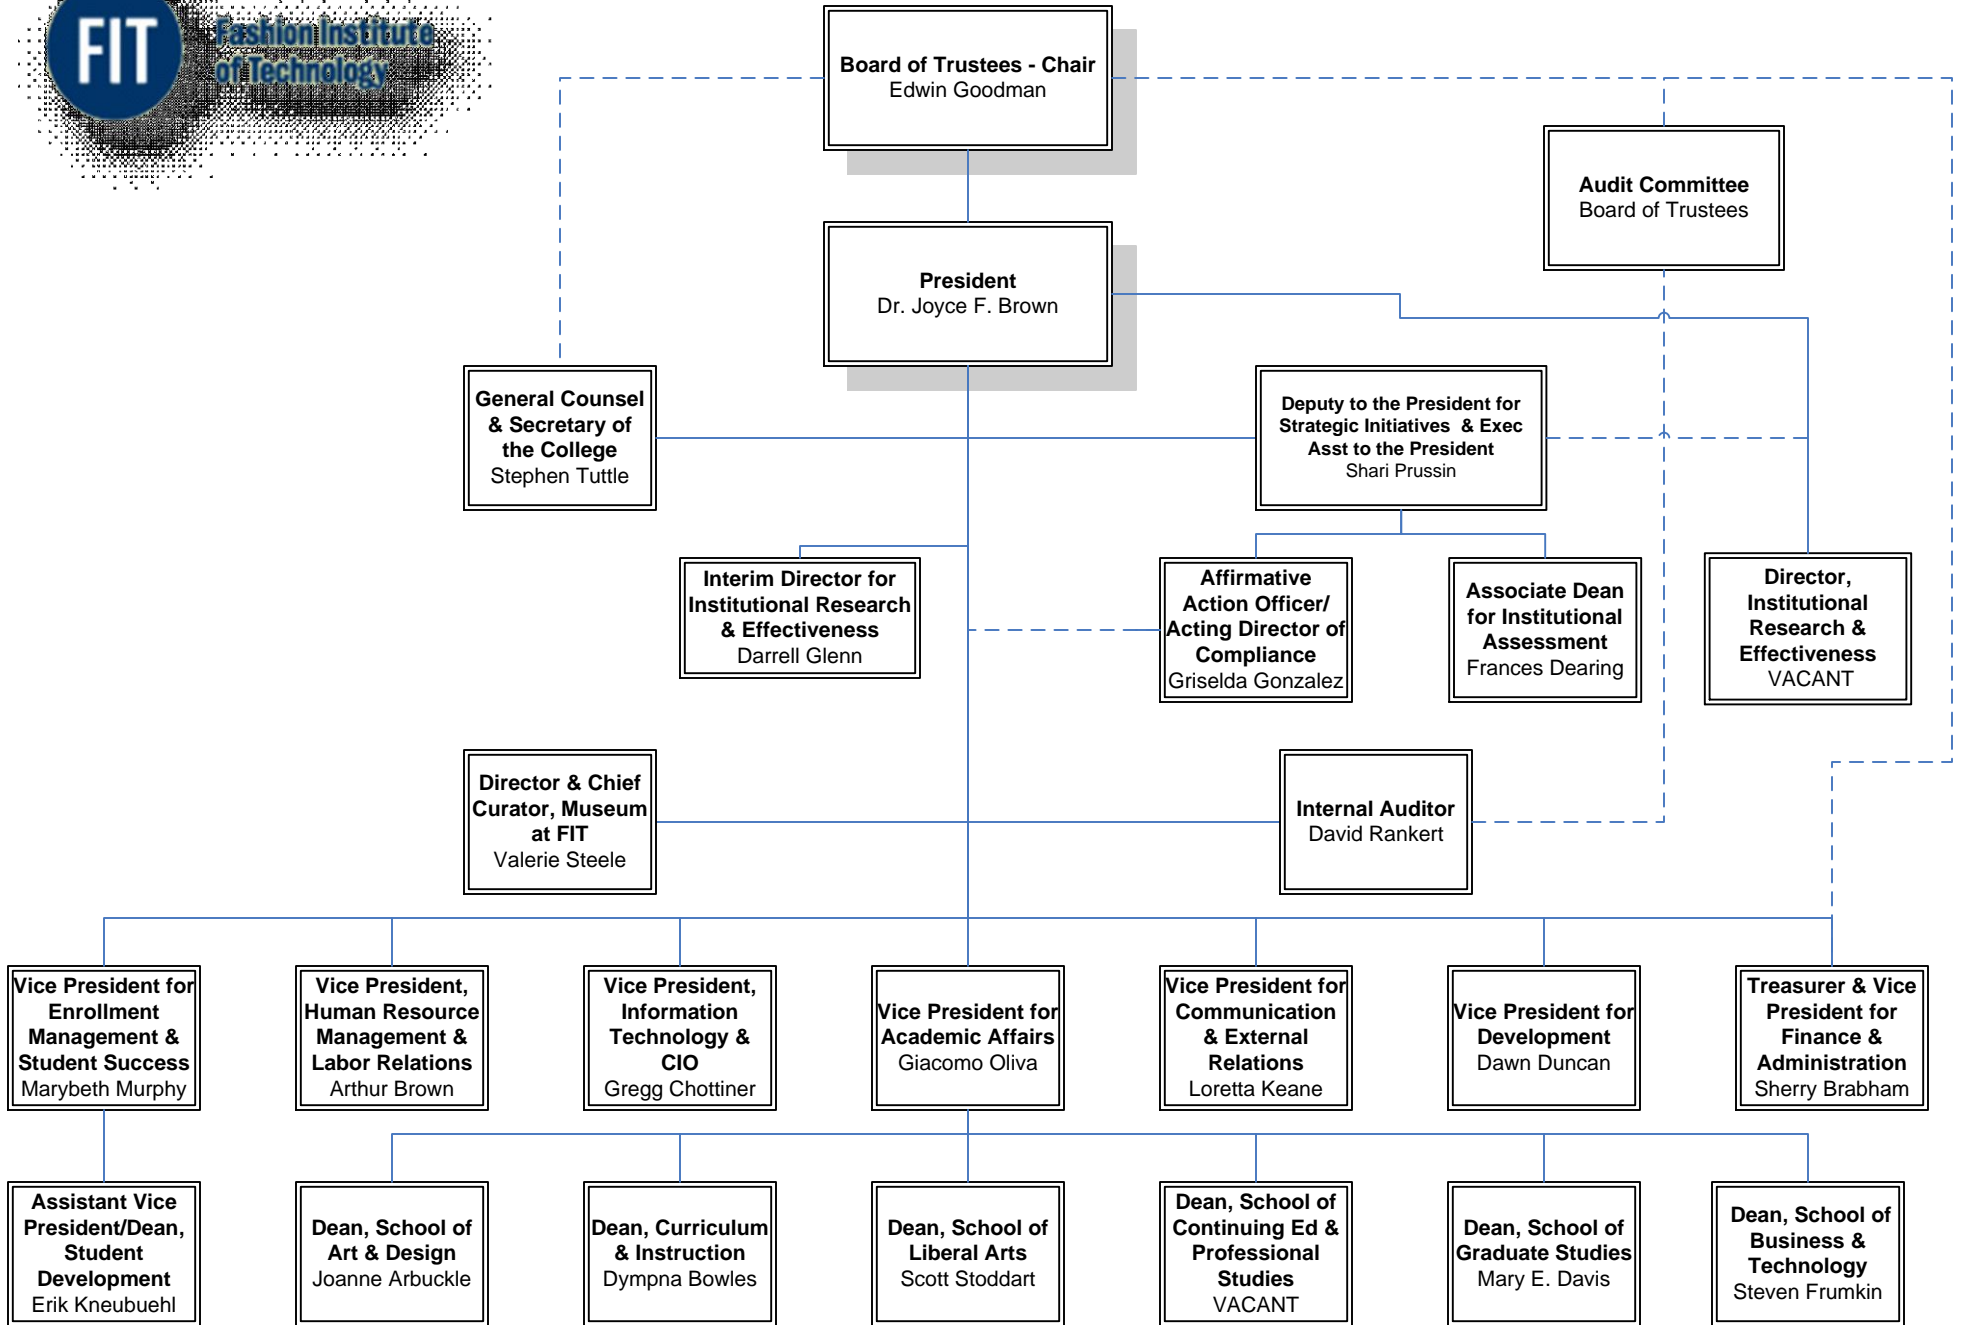 FIT
Fashion Institute
of Technology
Board of Trustees - Chair
Edwin Goodman
Audit Committee
Board of Trustees
President
Dr. Joyce F. Brown
General Counsel
& Secretary of
the College
Stephen Tuttle
Deputy to the President for
Strategic Initiatives & Exec
Asst to the President
Shari Prussin
Interim Director for
Institutional Research
& Effectiveness
Darrell Glenn
Affirmative
Action Officer/
Acting Director of
Compliance
Griselda Gonzalez
Associate Dean
for Institutional
Assessment
Frances Dearing
Director,
Institutional
Research &
Effectiveness
VACANT
Director & Chief
Curator, Museum
at FIT
Valerie Steele
Internal Auditor
David Rankert
Vice President for
Enrollment
Management &
Student Success
Marybeth Murphy
Vice President,
Human Resource
Management &
Labor Relations
Arthur Brown
Vice President,
Information
Technology &
CIO
Gregg Chottiner
Vice President for
Academic Affairs
Giacomo Oliva
Vice President for
Communication
& External
Relations
Loretta Keane
Vice President for
Development
Dawn Duncan
Treasurer & Vice
President for
Finance &
Administration
Sherry Brabham
Assistant Vice
President/Dean,
Student
Development
Erik Kneubuehl
Dean, School of
Art & Design
Joanne Arbuckle
Dean, Curriculum
& Instruction
Dympna Bowles
Dean, School of
Liberal Arts
Scott Stoddart
Dean, School of
Continuing Ed &
Professional
Studies
VACANT
Dean, School of
Graduate Studies
Mary E. Davis
Dean, School of
Business &
Technology
Steven Frumkin